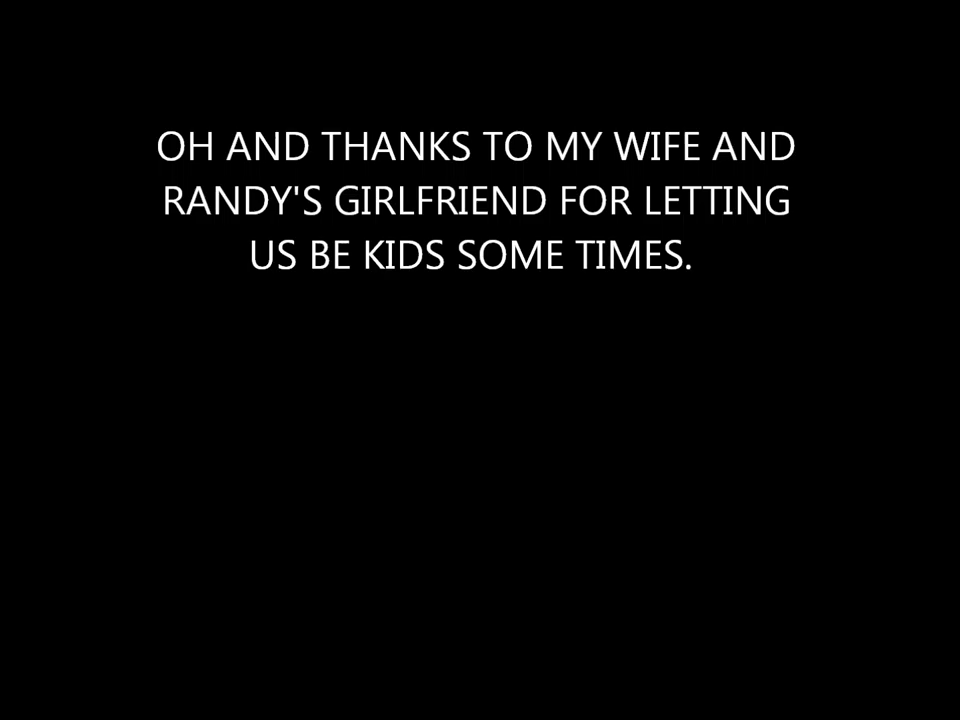 OH AND THANKS TO MY WIFE AND
RANDY'S GIRLFRIEND FOR LETTING
US BE KIDS SOME TIMES.